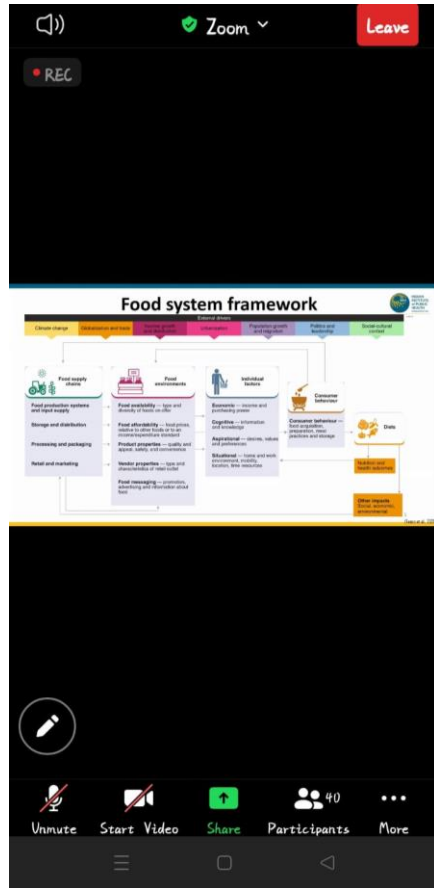 Zoom
Leave
REC
Food system framework
External drivers
Climate change
Globalization and trade
Income growth
and distribution
Urbanization
Population growth
and migration
Politics and
leadership
Social-cultural
context
Food supply
chains
Food production systems
and input supply
Storage and distribution
Processing and packaging
Retail and marketing
Food
environments
Food availability — type and
diversity of foods on offer
Food affordability — food prices,
relative to other foods or to an
income/expenditure standard
Product properties — quality and
appeal, safety, and convenience
Vendor properties — type and
characteristics of retail outlet
Food messaging — promotion,
advertising and information about
food
Individual
factors
Economic — income and
purchasing power
Cognitive — information
and knowledge
Aspirational — desires, values
and preferences
Situational — home and work
environment, mobility,
location, time resources
Consumer
behaviour
Consumer behaviour —
food acquisition,
preparation, meal
practices and storage
Diets
Nutrition and
health outcomes
Other impacts
Social, economic,
environmental
Unmute
Start Video
Share
40
Participants
More